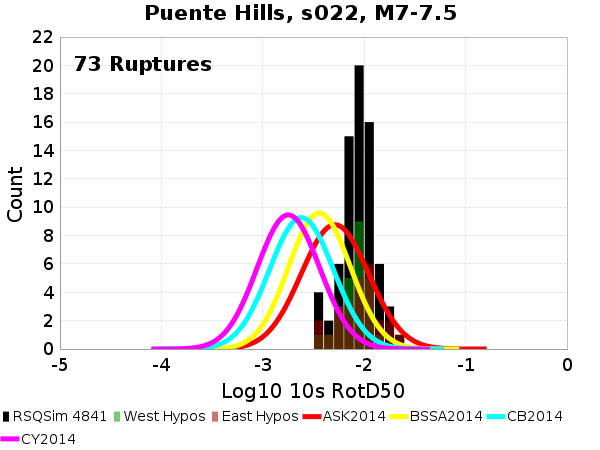 Puente Hills, s022, M7-7.5
73 Ruptures
Count
22
20
18
16
14
12
10
8
6
4
2
0
-5 -4 -3 -2 -1 0
Log10 10s RotD50
RSQSim 4841 West Hypos East Hypos ASK2014 BSSA2014 CB2014
CY2014